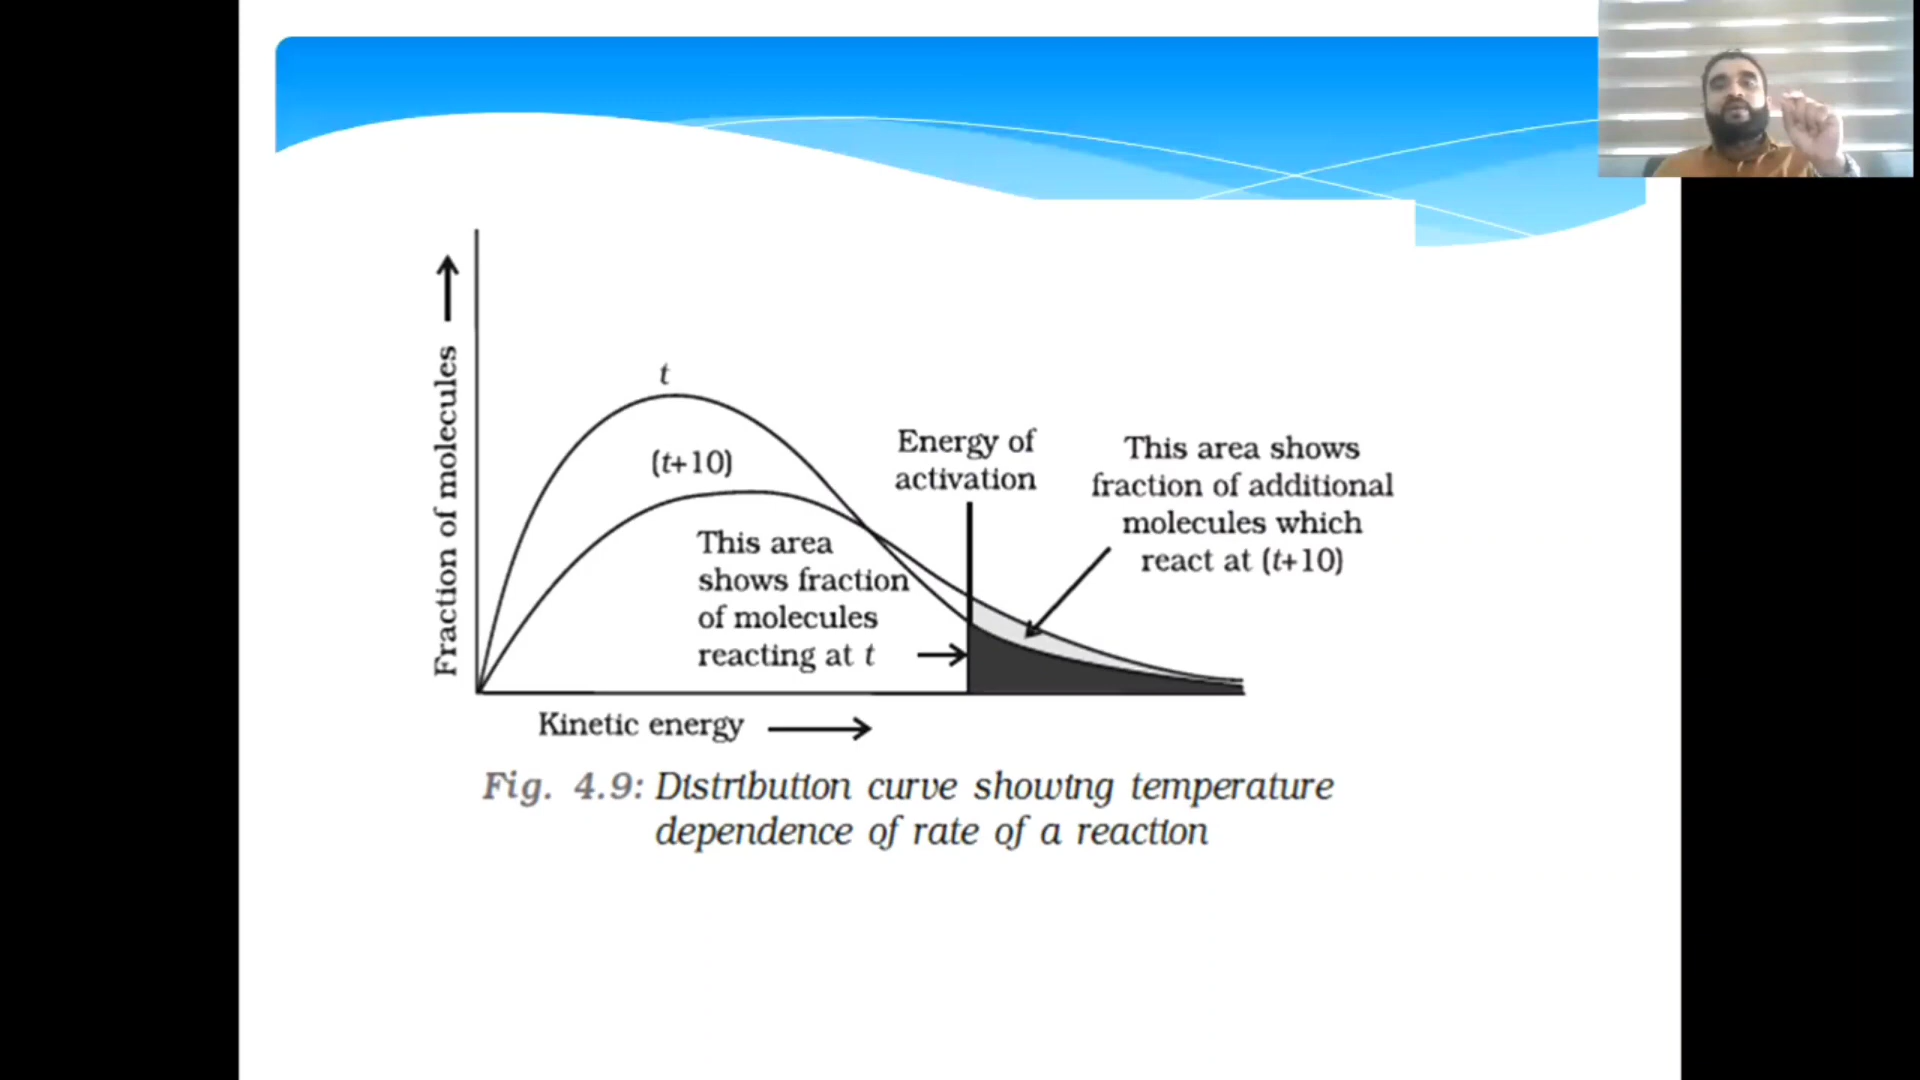 t
(t+10)
Energy of
activation
This area shows
fraction of additional
molecules which
react at (t+10)
This area
shows fraction
of molecules
reacting at t
Fraction of molecules
Kinetic energy
Fig. 4.9: Distribution curve showing temperature
dependence of rate of a reaction